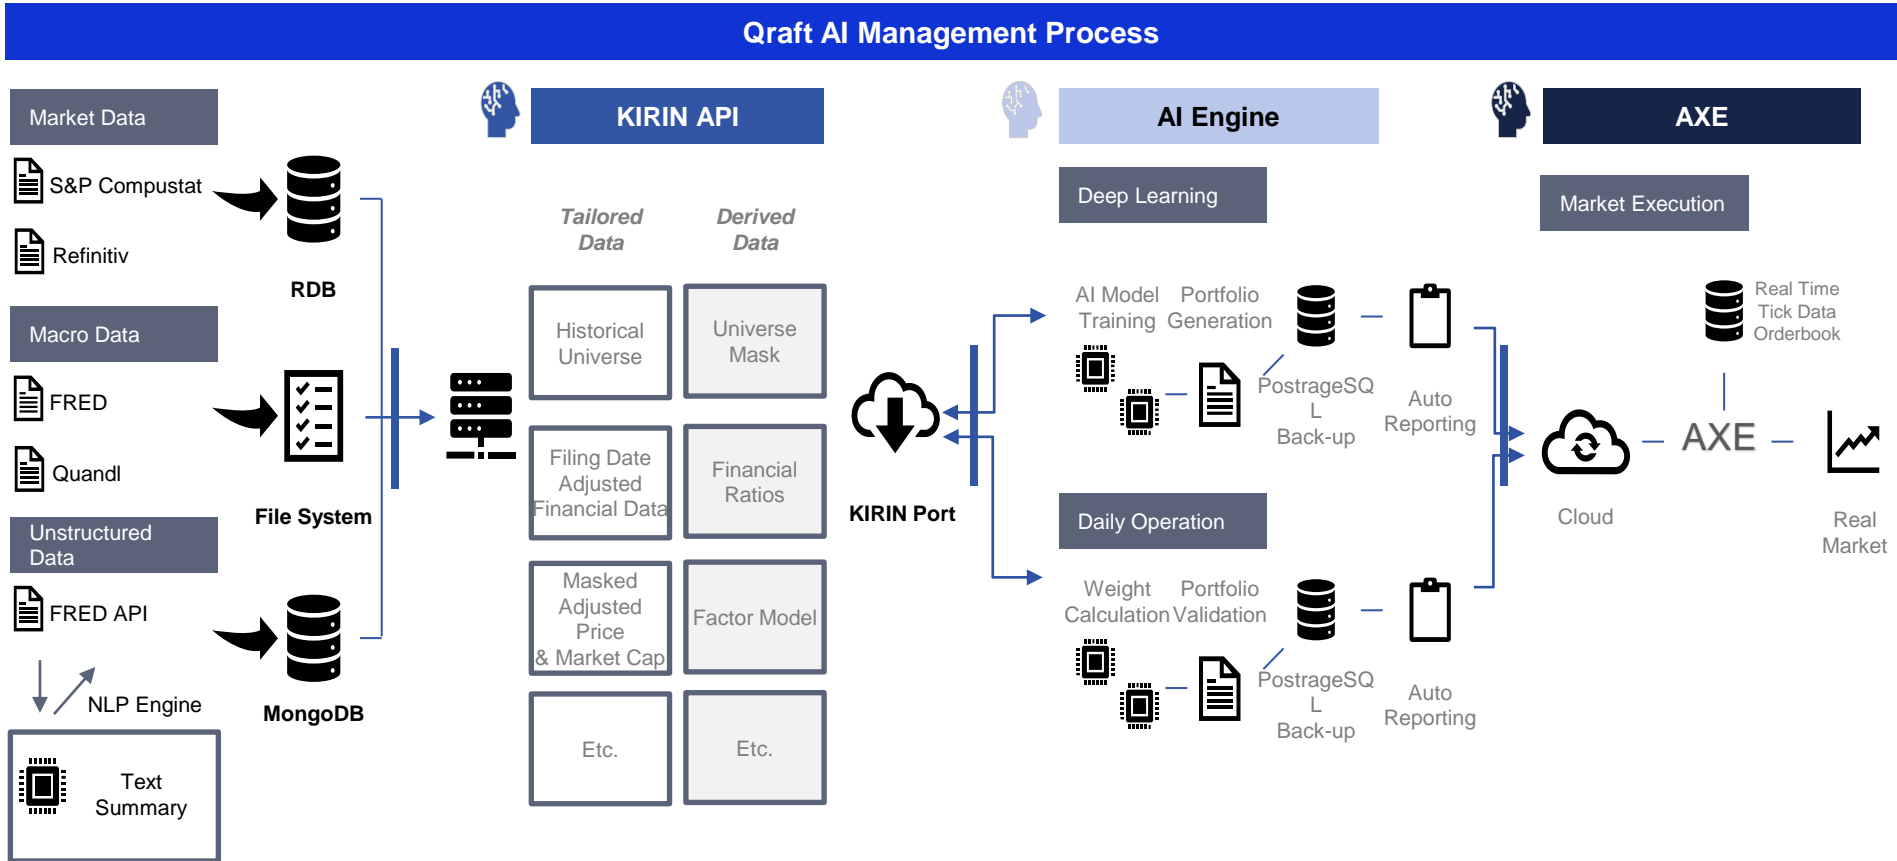 Qraft AI Management Process
Market Data
S&P Compustat
Refinitiv
RDB
Macro Data
FRED
Quandl
File System
Unstructured
Data
FRED API
NLP Engine
MongoDB
Text
Summary
KIRIN API
Tailored
Data
Derived
Data
Historical
Universe
Universe
Mask
Filing Date
Adjusted
Financial Data
Financial
Ratios
Masked
Adjusted
Price
& Market Cap
Factor Model
Etc.
Etc.
KIRIN Port
AI Engine
Deep Learning
AI Model
Training
Portfolio
Generation
PostrageSQ
L
Back-up
Auto
Reporting
Daily Operation
Weight
Calculation
Portfolio
Validation
PostrageSQ
L
Back-up
Auto
Reporting
AXE
Market Execution
Real Time
Tick Data
Orderbook
AXE
Cloud
Real
Market